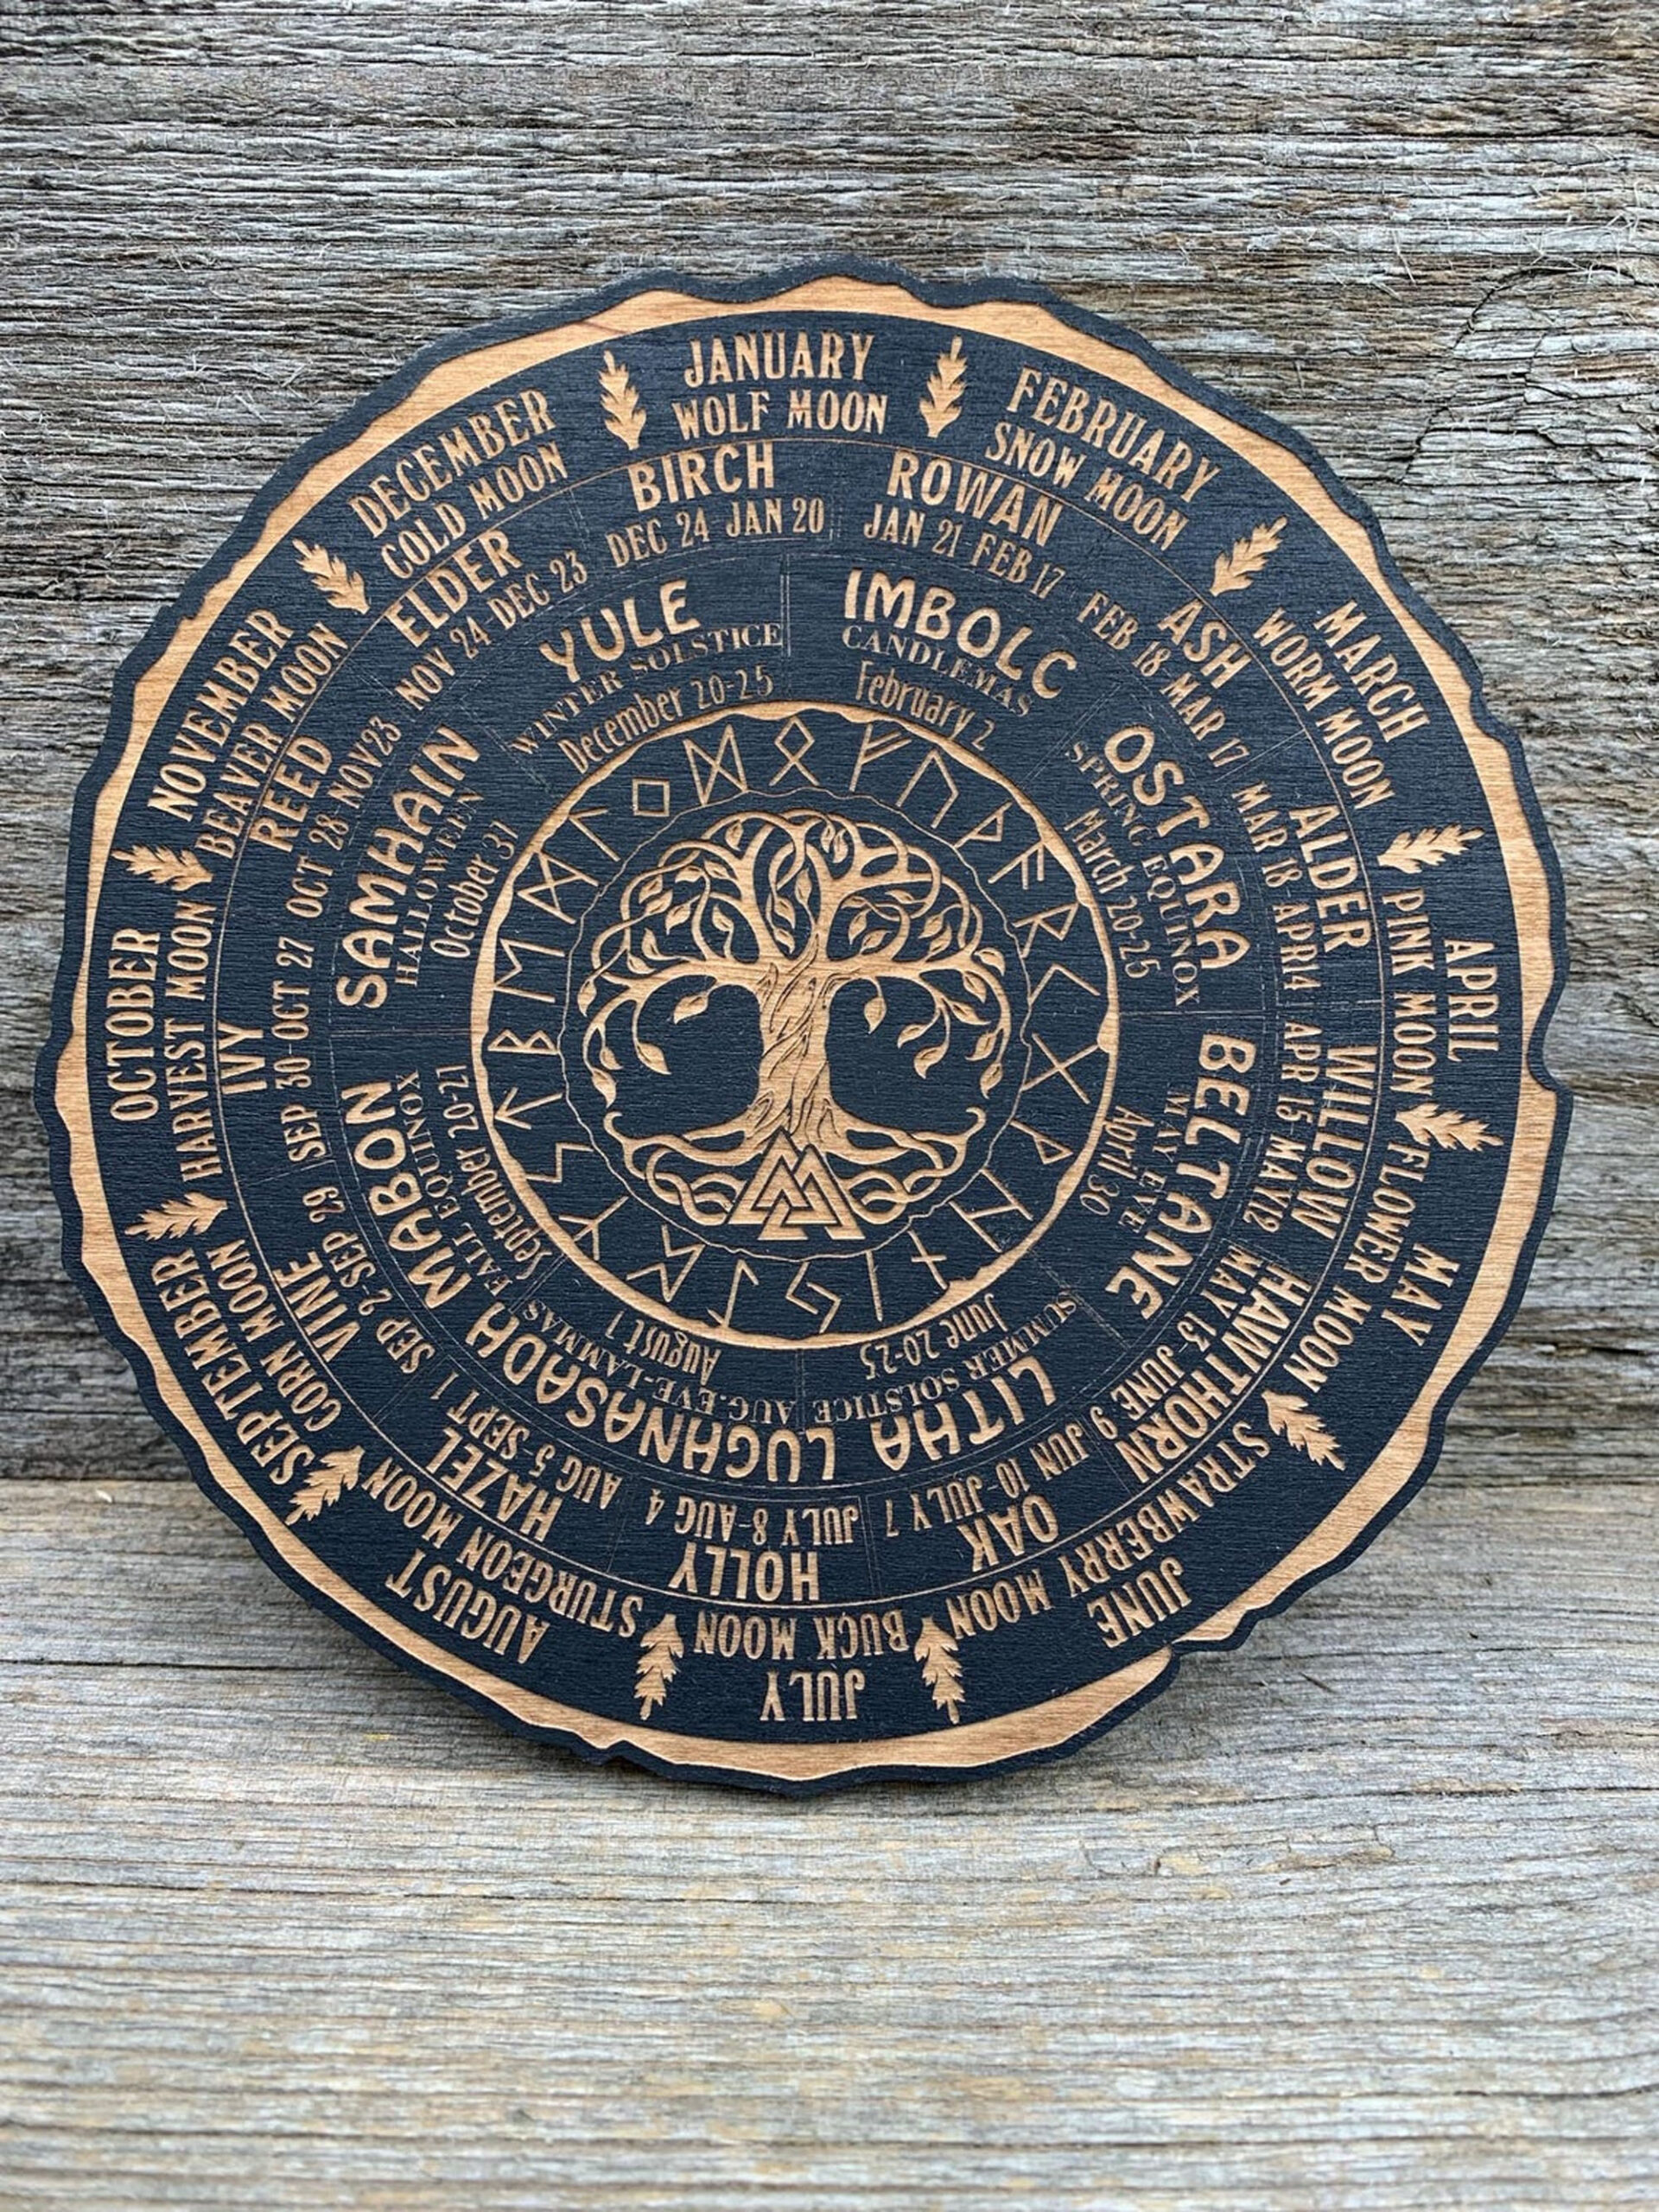 JANUARY
WOLF MOON
FEBRUARY
SNOW MOON
MARCH
WORM MOON
APRIL
PINK MOON
MAY
FLOWER MOON
JUNE
STRAWBERRY MOON
JULY
BUCK MOON
AUGUST
STURGEON MOON
SEPTEMBER
CORN MOON
OCTOBER
HARVEST MOON
NOVEMBER
BEAVER MOON
DECEMBER
COLD MOON
BIRCH
DEC 24 JAN 20
ROWAN
JAN 21-FEB 17
ASH
FEB 18 MAR 17
ALDER
MAR 18-APR14
WILLOW
APR 15 MAY12
HAWTHORN
MAY 13-JUNE 9
OAK
JUN 10-JULY 7
HOLLY
JULY 8-AUG 4
HAZEL
AUG 5-SEPT 1
VINE
SEP 2-SEP 29
IVY
SEP 30-OCT 27
REED
OCT 28 NOV23
ELDER
NOV 24-DEC 23
YULE
WINTER SOLSTICE
December 20-25
IMBOLC
CANDLEMAS
February 2
OSTARA
SPRING EQUINOX
March 20-25
BELTANE
MAY EVE
April 30
LITHA
SUMMER SOLSTICE
June 20-25
LUGHNASADH
AUG.EVE-LAMMAS
August 1
MABON
FALL EQUINOX
September 20-21
SAMHAIN
HALLOWEEN
October 31
ᚠ ᚢ ᚦ ᚨ ᚱ ᚲ ᚷ ᚹ ᚺ ᚾ ᛁ ᛃ ᛇ ᛈ ᛉ ᛊ ᛏ ᛒ ᛖ ᛗ ᛚ ᛜ ᛞ ᛟ